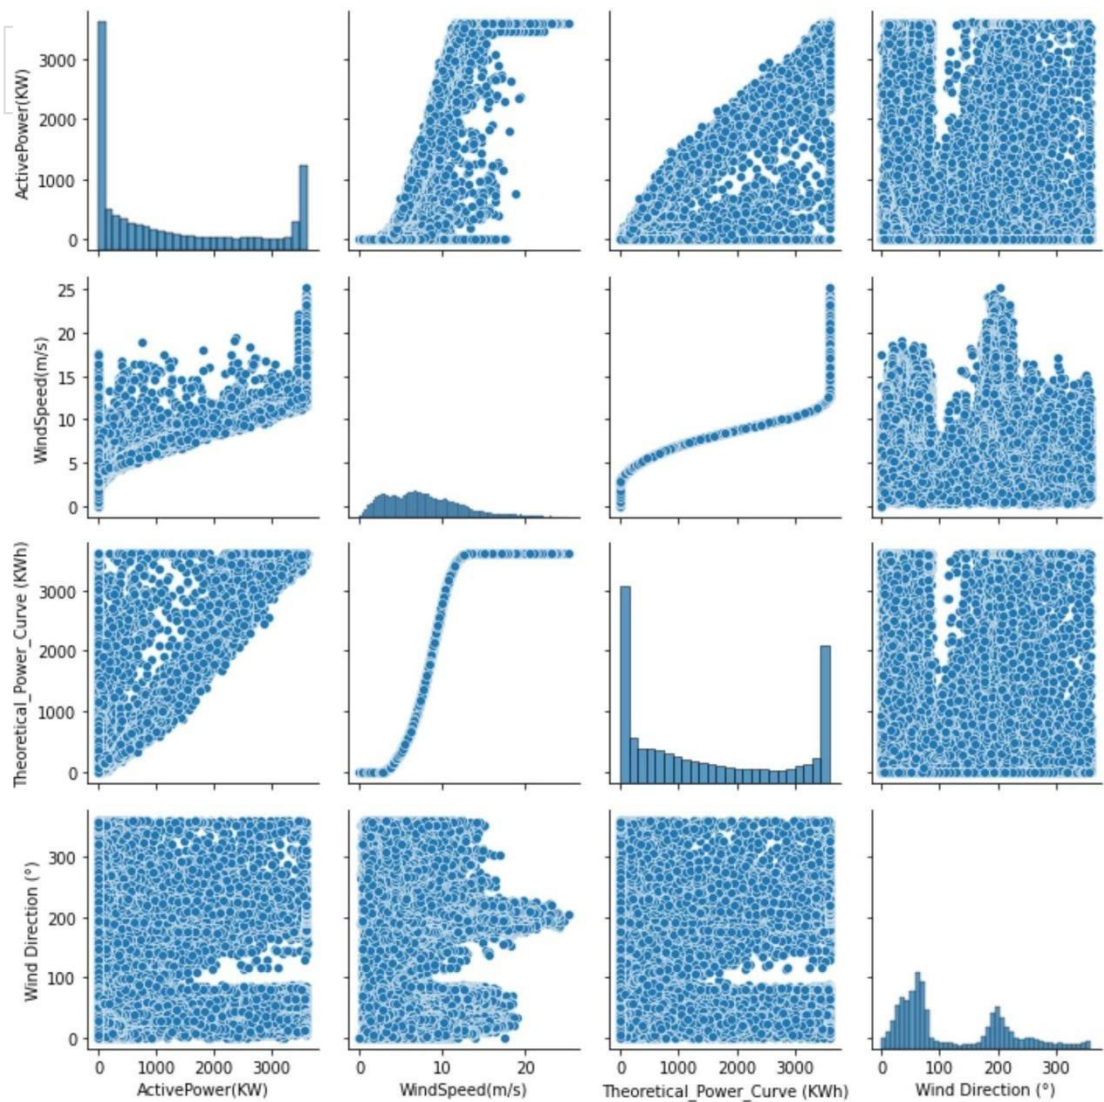 ActivePower(KW)
3000
2000
1000
0
WindSpeed(m/s)
25
20
15
10
5
0
Theoretical_Power_Curve (KWh)
3000
2000
1000
0
Wind Direction (°)
300
200
100
0
0 1000 2000 3000
ActivePower(KW)
0 10 20
WindSpeed(m/s)
0 1000 2000 3000
Theoretical_Power_Curve (KWh)
0 100 200 300
Wind Direction (°)